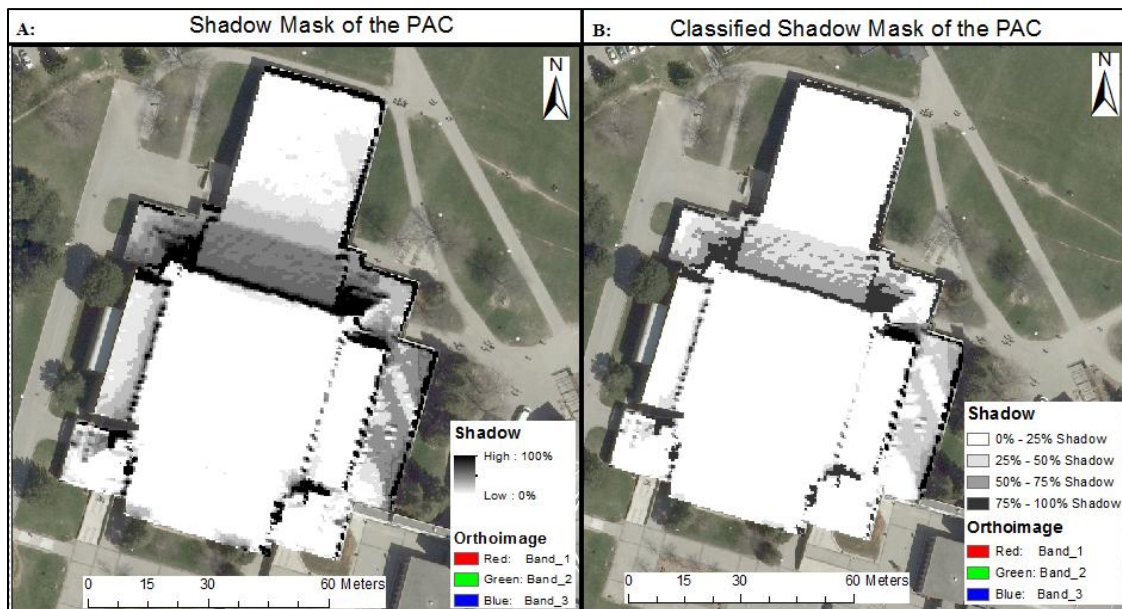 A:
Shadow Mask of the PAC
N
Shadow
High : 100%
Low : 0%
Orthoimage
Red: Band_1
Green: Band_2
Blue: Band_3
0 15 30 60 Meters
B:
Classified Shadow Mask of the PAC
N
Shadow
0% - 25% Shadow
25% - 50% Shadow
50% - 75% Shadow
75% - 100% Shadow
Orthoimage
Red: Band_1
Green: Band_2
Blue: Band_3
0 15 30 60 Meters